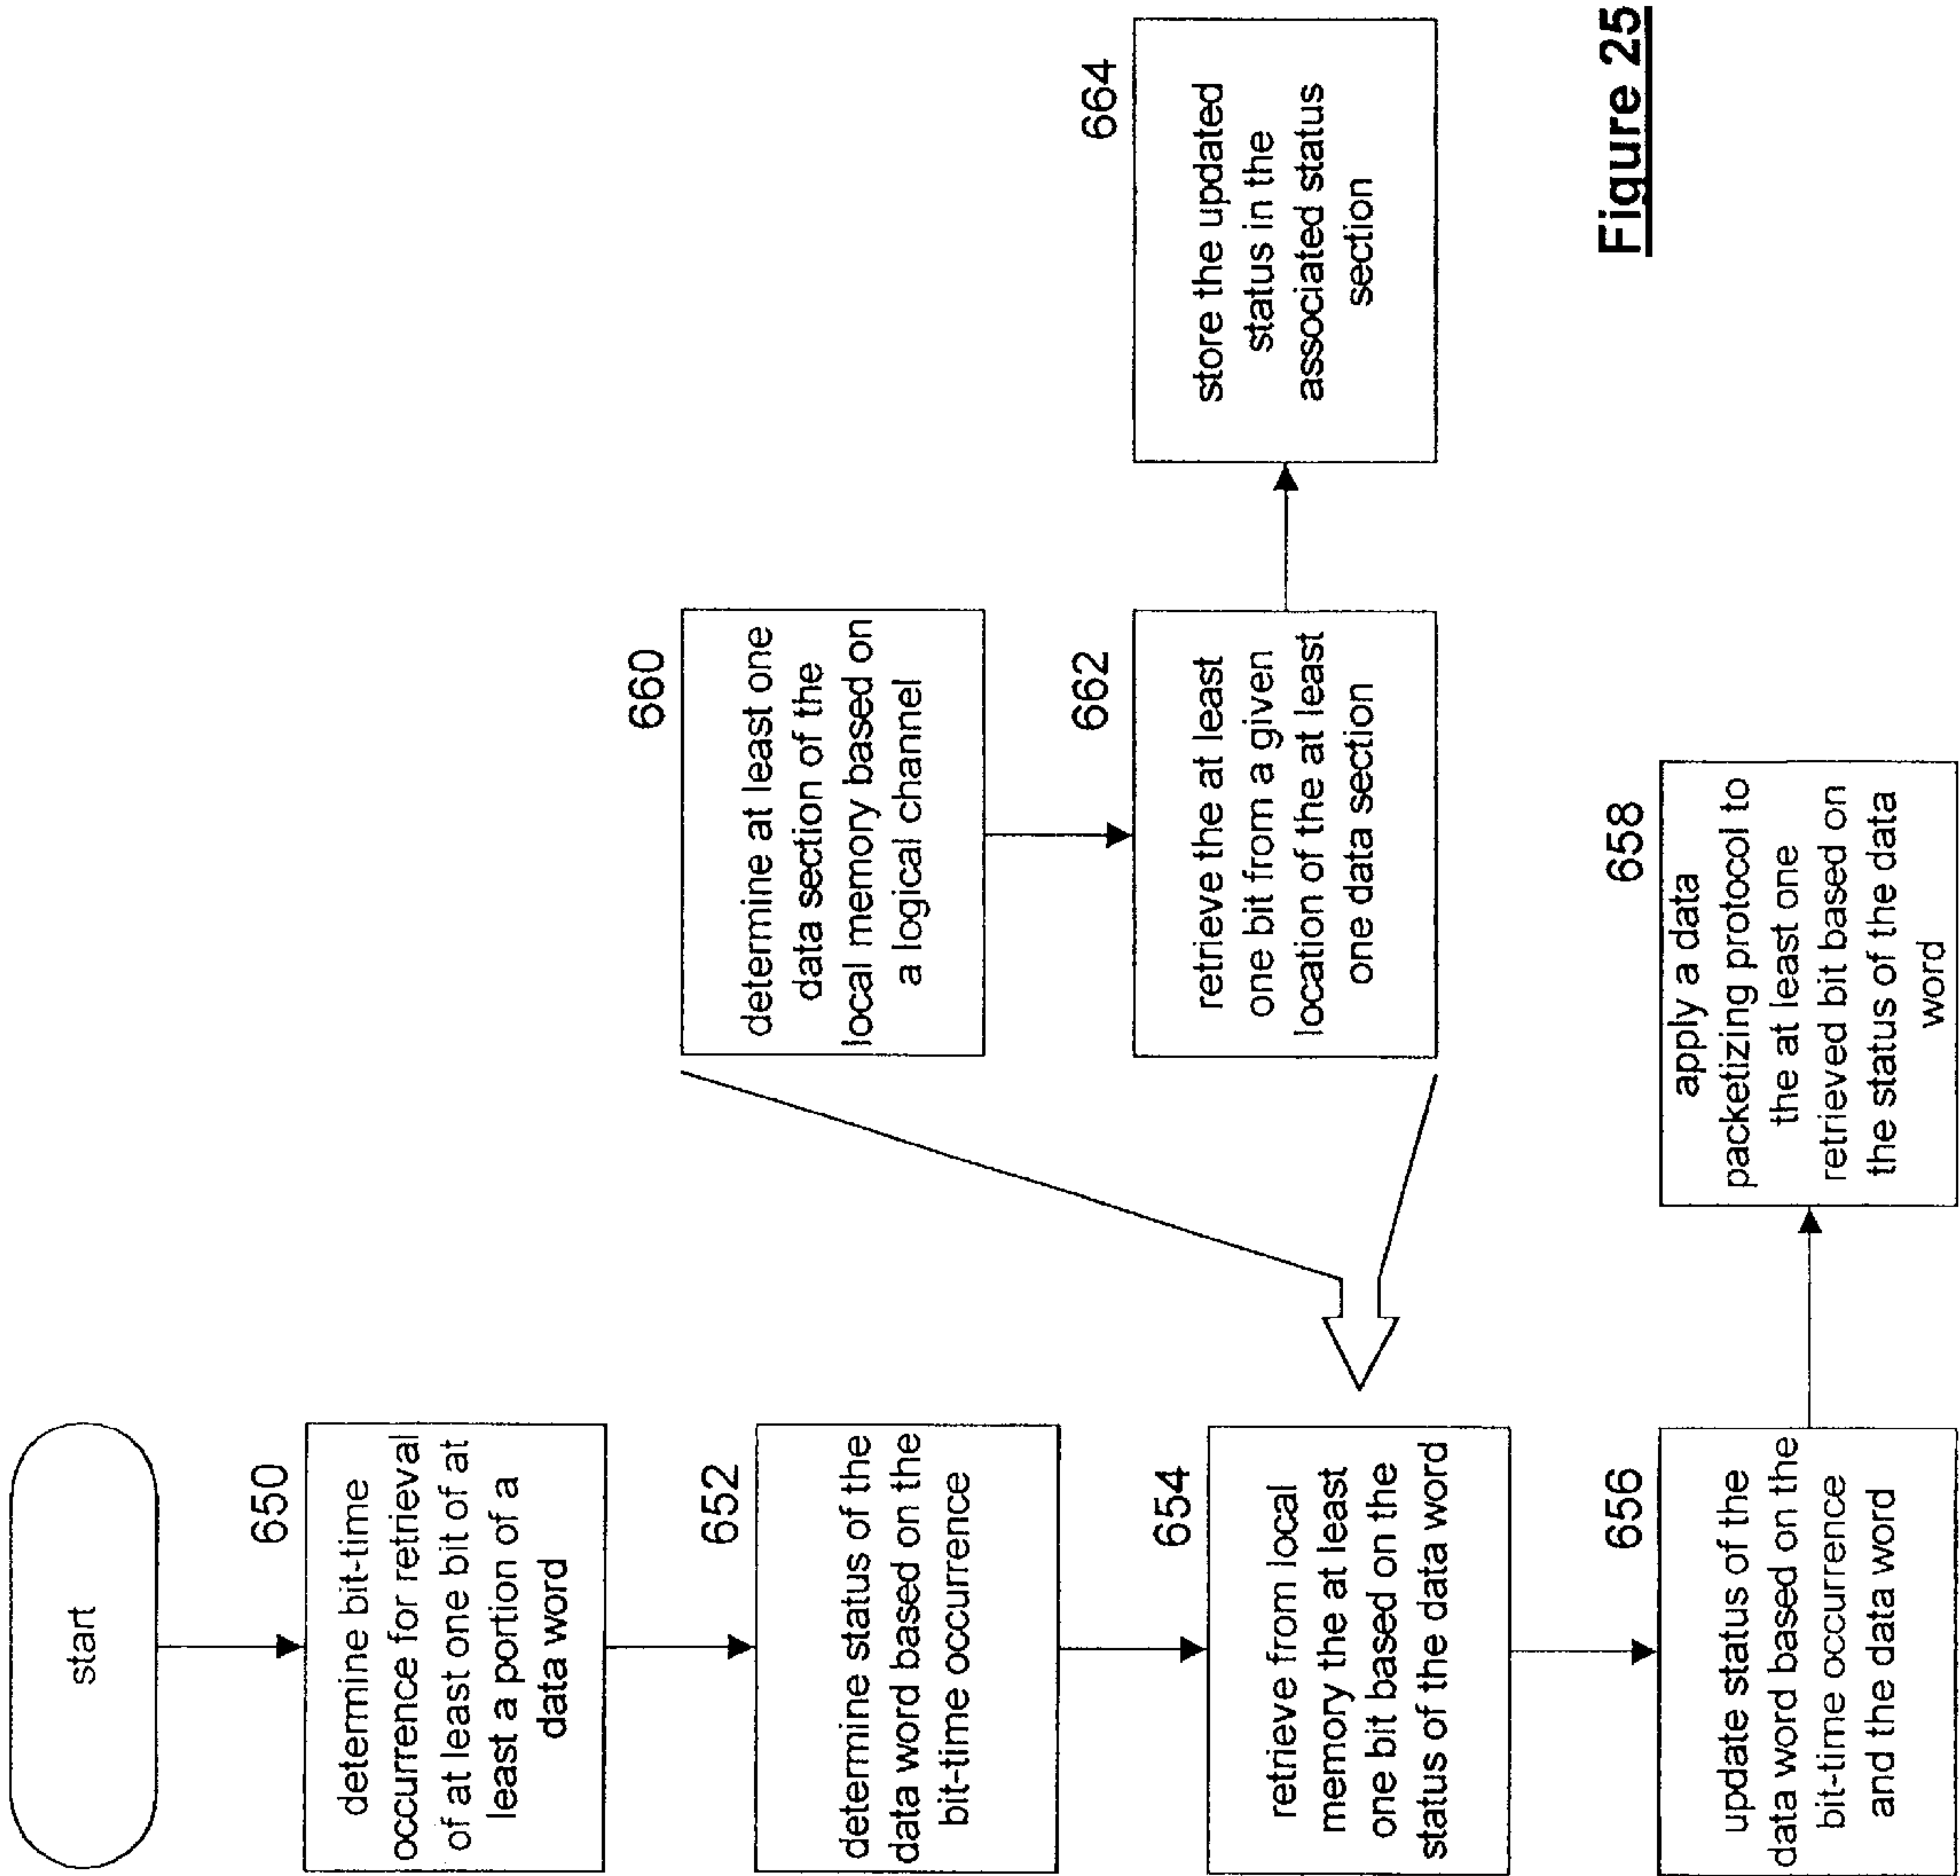 start
650
determine bit-time
occurrence for retrieval
of at least one bit of at
least a portion of a
data word
652
determine status of the
data word based on the
bit-time occurrence
654
retrieve from local
memory the at least
one bit based on the
status of the data word
656
update status of the
data word based on the
bit-time occurrence
and the data word
658
apply a data
packetizing protocol to
the at least one
retrieved bit based on
the status of the data
word
660
determine at least one
data section of the
local memory based on
a logical channel
662
retrieve the at least
one bit from a given
location of the at least
one data section
664
store the updated
status in the
associated status
section
Figure 25